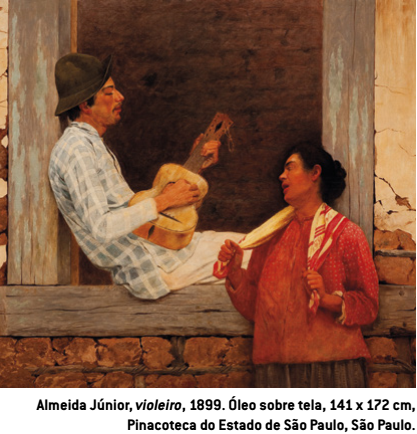 Almeida Júnior, violeiro, 1899. Óleo sobre tela, 141 x 172 cm,
Pinacoteca do Estado de São Paulo, São Paulo.